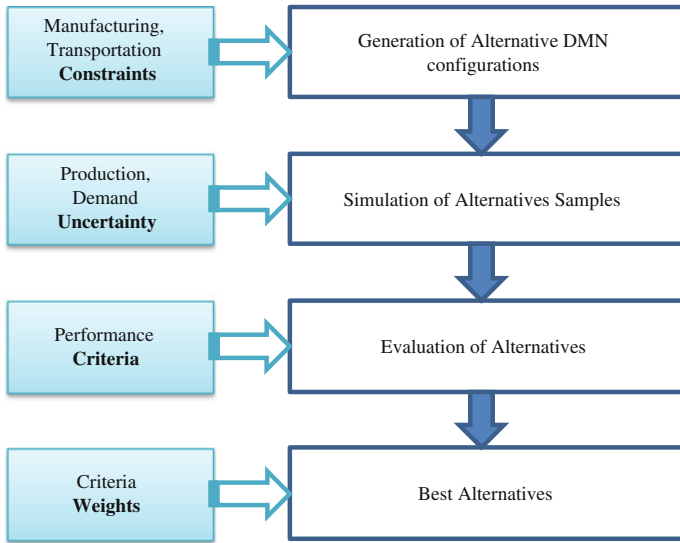 Manufacturing,
Transportation
Constraints
Generation of Alternative DMN
configurations
Production,
Demand
Uncertainty
Simulation of Alternatives Samples
Performance
Criteria
Evaluation of Alternatives
Criteria
Weights
Best Alternatives